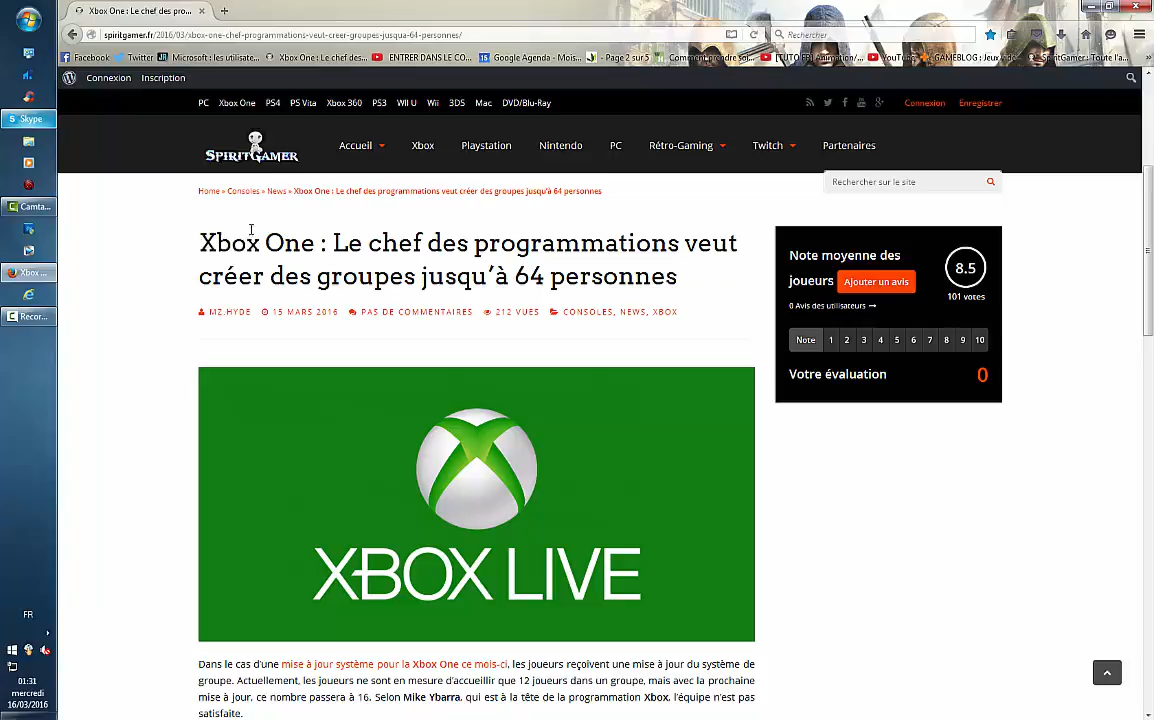 Xbox One : Le chef des pro...
spiritgamer.fr/2016/03/xbox-one-chef-programmations-veut-creer-groupes-jusqua-64-personnes/
Rechercher
Facebook
Twitter
Microsoft : les utilisate...
Xbox One : Le chef des...
ENTRER DANS LE CO...
Google Agenda - Mois...
- Page 2 sur 5
Comment prendre soi...
[TUTO FR] Animation/...
YouTube
GAMEBLOG : Jeux vidé...
SpiritGamer : Toute l'a...
Connexion
Inscription
Skype
Camta...
Xbox ...
Recor...
FR
01:31
mercredi
16/03/2016
PC Xbox One PS4 PS Vita Xbox 360 PS3 WII U Wii 3DS Mac DVD/Blu-Ray
Connexion
Enregistrer
SPIRITGAMER
Accueil
Xbox
Playstation
Nintendo
PC
Rétro-Gaming
Twitch
Partenaires
Rechercher sur le site
Home » Consoles » News » Xbox One : Le chef des programmations veut créer des groupes jusqu'à 64 personnes
Xbox One : Le chef des programmations veut
créer des groupes jusqu'à 64 personnes
MZ.HYDE 15 MARS 2016 PAS DE COMMENTAIRES 212 VUES CONSOLES, NEWS, XBOX
Note moyenne des
joueurs Ajouter un avis
8.5
101 votes
0 Avis des utilisateurs →
Note 1 2 3 4 5 6 7 8 9 10
Votre évaluation 0
XBOX LIVE
Dans le cas d'une mise à jour système pour la Xbox One ce mois-ci, les joueurs reçoivent une mise à jour du système de
groupe. Actuellement, les joueurs ne sont en mesure d'accueillir que 12 joueurs dans un groupe, mais avec la prochaine
mise à jour, ce nombre passera à 16. Selon Mike Ybarra, qui est à la tête de la programmation Xbox, l'équipe n'est pas
satisfaite.